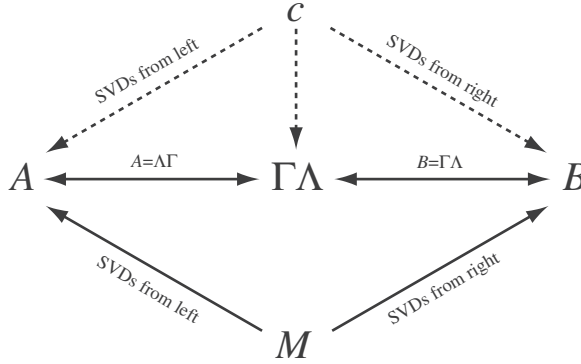 c
SVDs from left
SVDs from right
A
A=ΛΓ
ΓΛ
B=ΓΛ
B
SVDs from left
SVDs from right
M